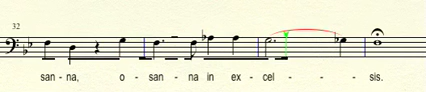 32
san - na, o - san - na in ex - cel - - - sis.